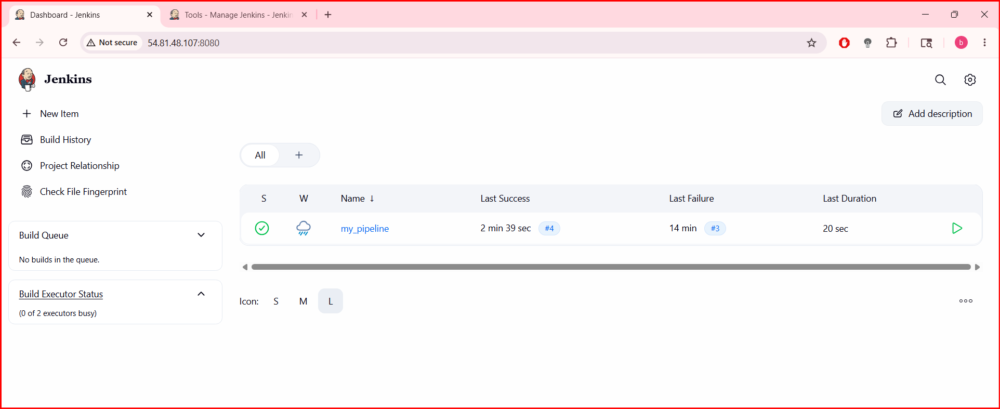 Dashboard - Jenkins
Tools - Manage Jenkins - Jenkin
Not secure 54.81.48.107:8080
b
Jenkins
New Item
Add description
Build History
All
Project Relationship
Check File Fingerprint
S W Name ↓ Last Success Last Failure Last Duration
my_pipeline 2 min 39 sec #4 14 min #3 20 sec
Build Queue
No builds in the queue.
Build Executor Status
(0 of 2 executors busy)
Icon: S M L